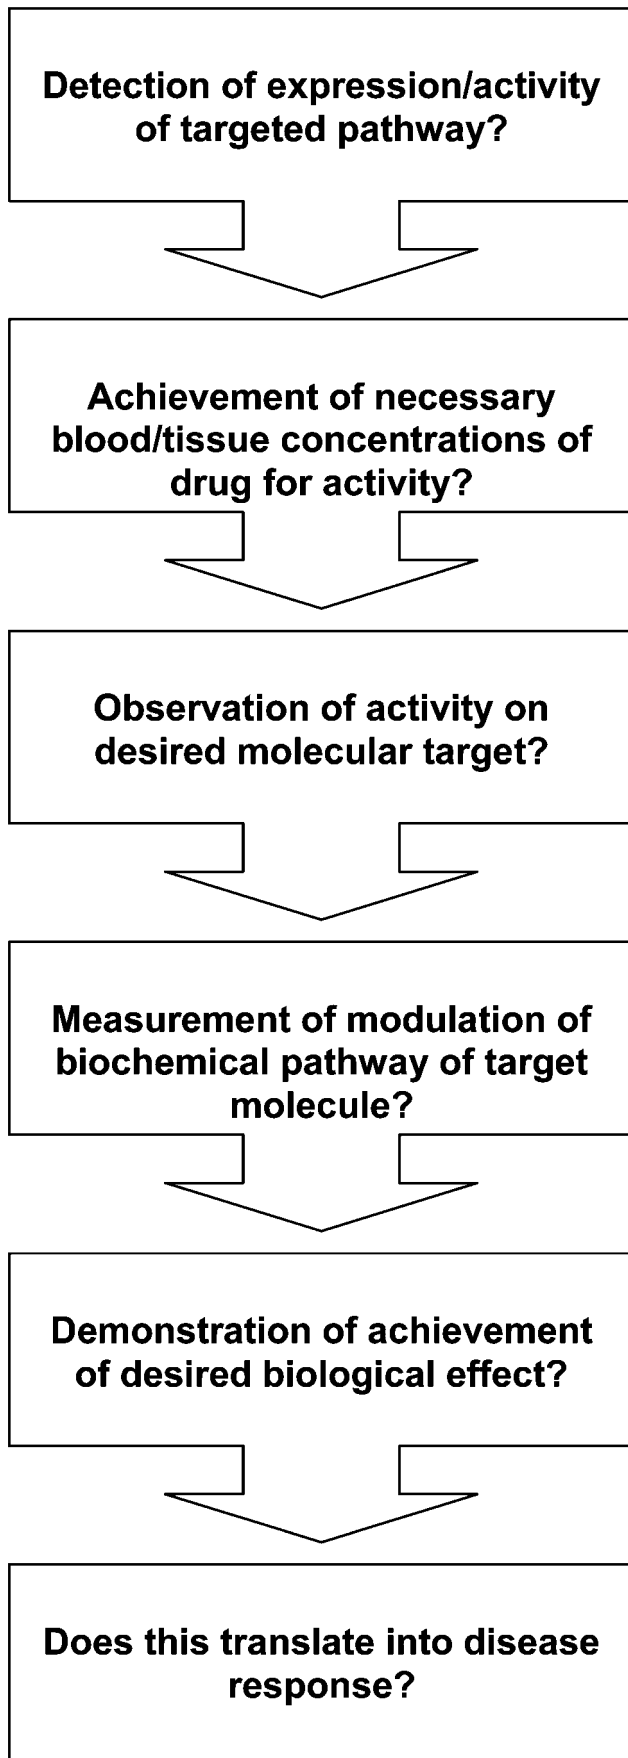 Detection of expression/activity
of targeted pathway?
Achievement of necessary
blood/tissue concentrations of
drug for activity?
Observation of activity on
desired molecular target?
Measurement of modulation of
biochemical pathway of target
molecule?
Demonstration of achievement
of desired biological effect?
Does this translate into disease
response?